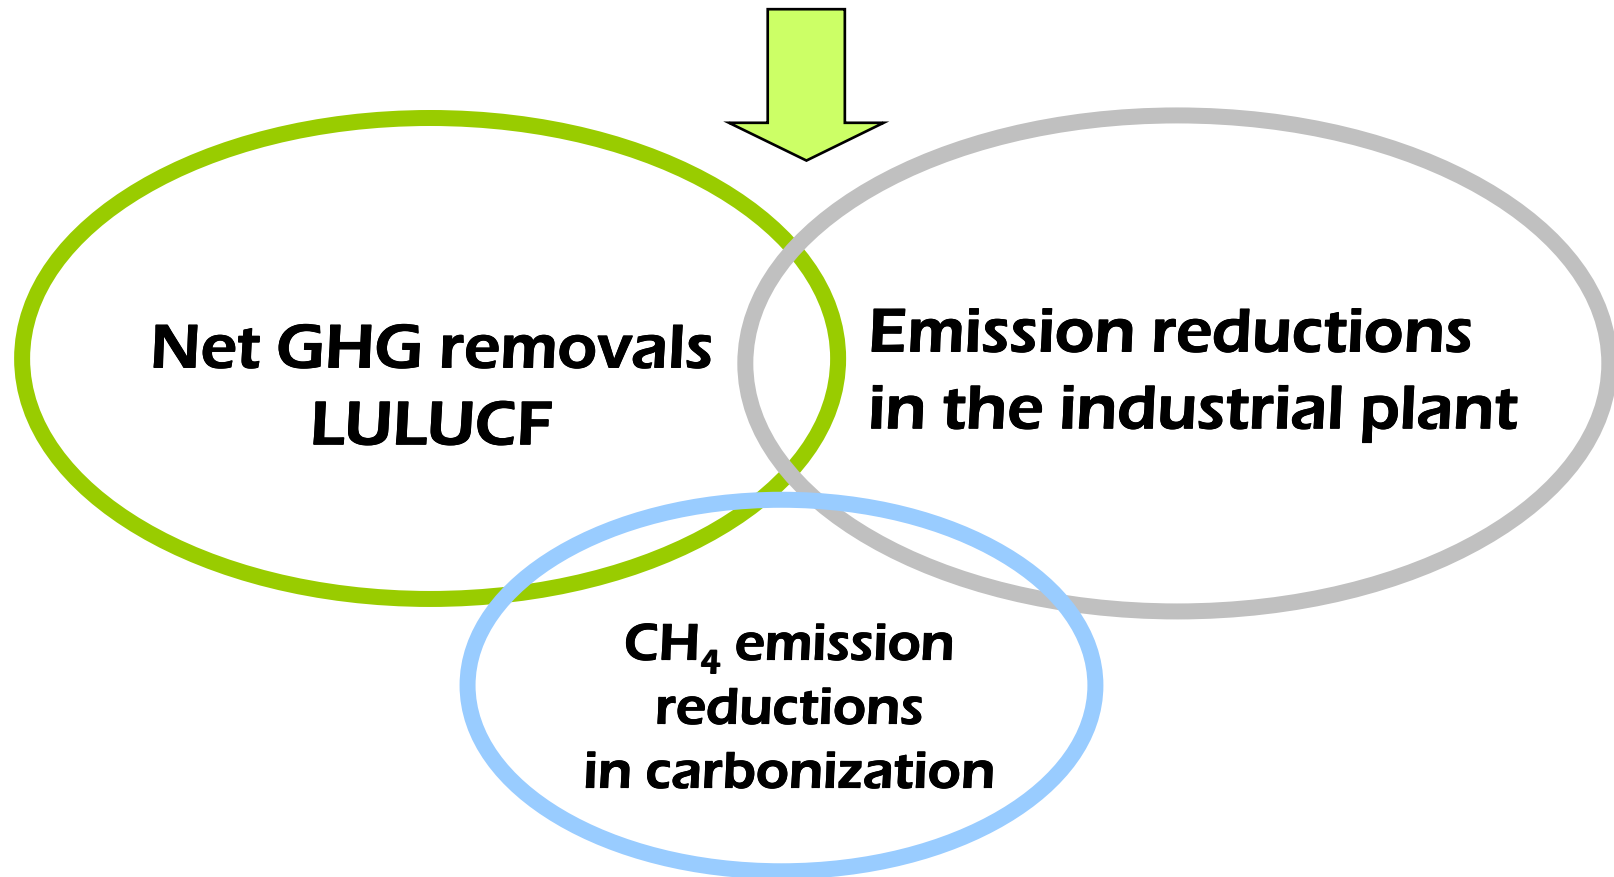 Net GHG removals
LULUCF
Emission reductions
in the industrial plant
CH₄ emission
reductions
in carbonization